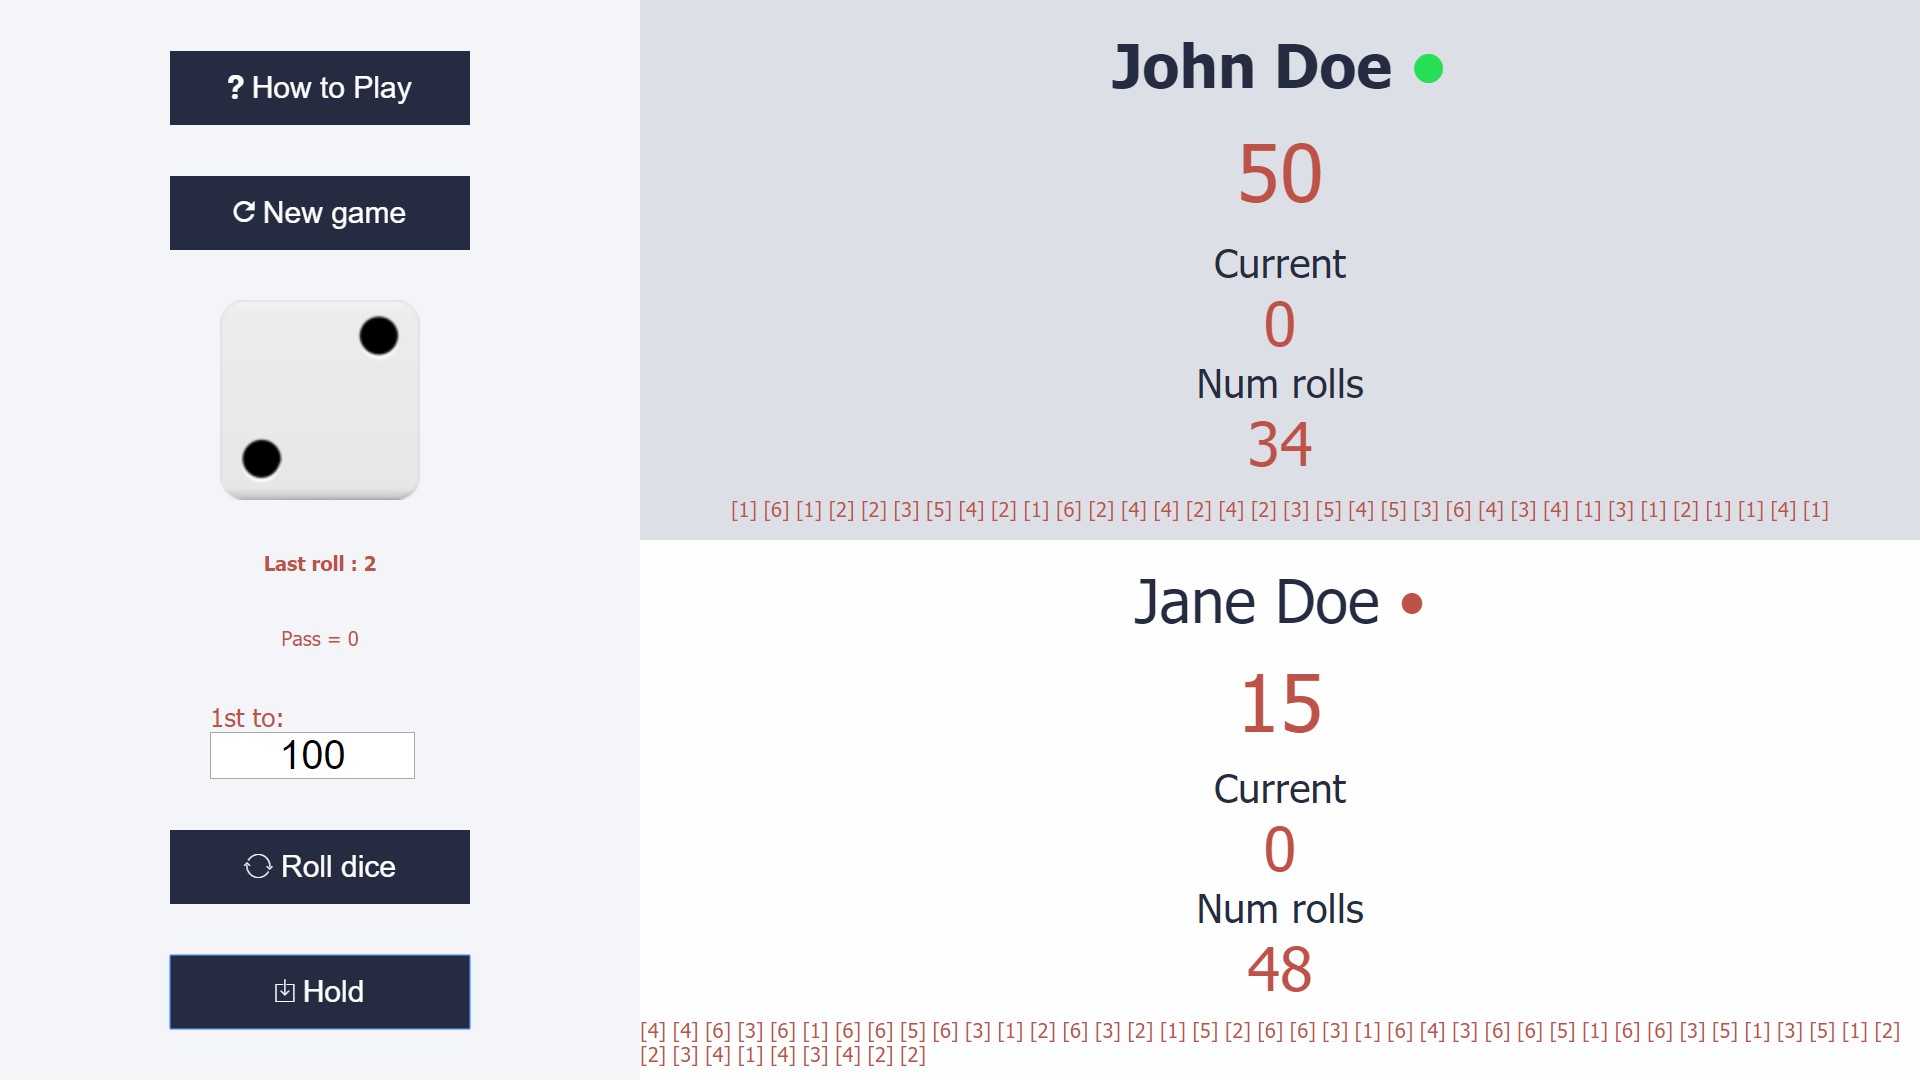 ? How to Play
New game
Last roll : 2
Pass = 0
1st to:
100
Roll dice
Hold
John Doe
50
Current
0
Num rolls
34
[1] [6] [1] [2] [2] [3] [5] [4] [2] [1] [6] [2] [4] [4] [2] [4] [2] [3] [5] [4] [5] [3] [6] [4] [3] [4] [1] [3] [1] [2] [1] [1] [4] [1]
Jane Doe
15
Current
0
Num rolls
48
[4] [4] [6] [3] [6] [1] [6] [6] [5] [6] [3] [1] [2] [6] [3] [2] [1] [5] [2] [6] [6] [3] [1] [6] [4] [3] [6] [6] [5] [1] [6] [6] [3] [5] [1] [3] [5] [1] [2]
[2] [3] [4] [1] [4] [3] [4] [2] [2]